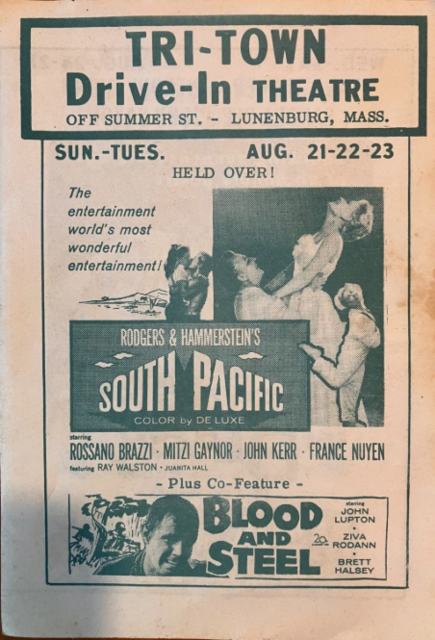 TRI-TOWN
Drive-In THEATRE
OFF SUMMER ST. - LUNENBURG, MASS.
SUN.-TUES. AUG. 21-22-23
HELD OVER!
The
entertainment
world's most
wonderful
entertainment!
RODGERS & HAMMERSTEIN'S
SOUTH PACIFIC
COLOR by DE LUXE
starring
ROSSANO BRAZZI · MITZI GAYNOR · JOHN KERR · FRANCE NUYEN
featuring RAY WALSTON · JUANITA HALL
- Plus Co-Feature -
BLOOD
AND
STEEL
20
starring
JOHN
LUPTON
•
ZIVA
RODANN
•
BRETT
HALSEY